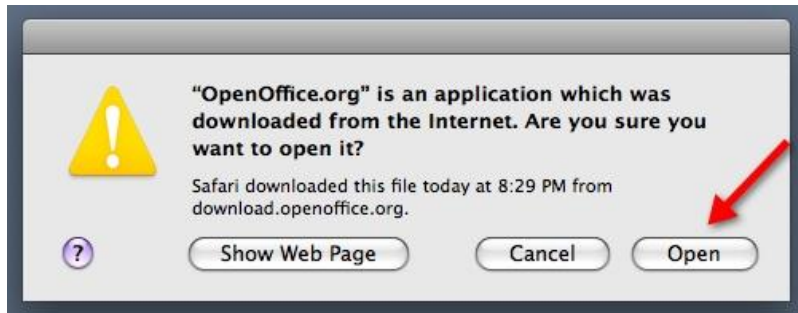 “OpenOffice.org” is an application which was
downloaded from the Internet. Are you sure you
want to open it?
Safari downloaded this file today at 8:29 PM from
download.openoffice.org.
? Show Web Page Cancel Open